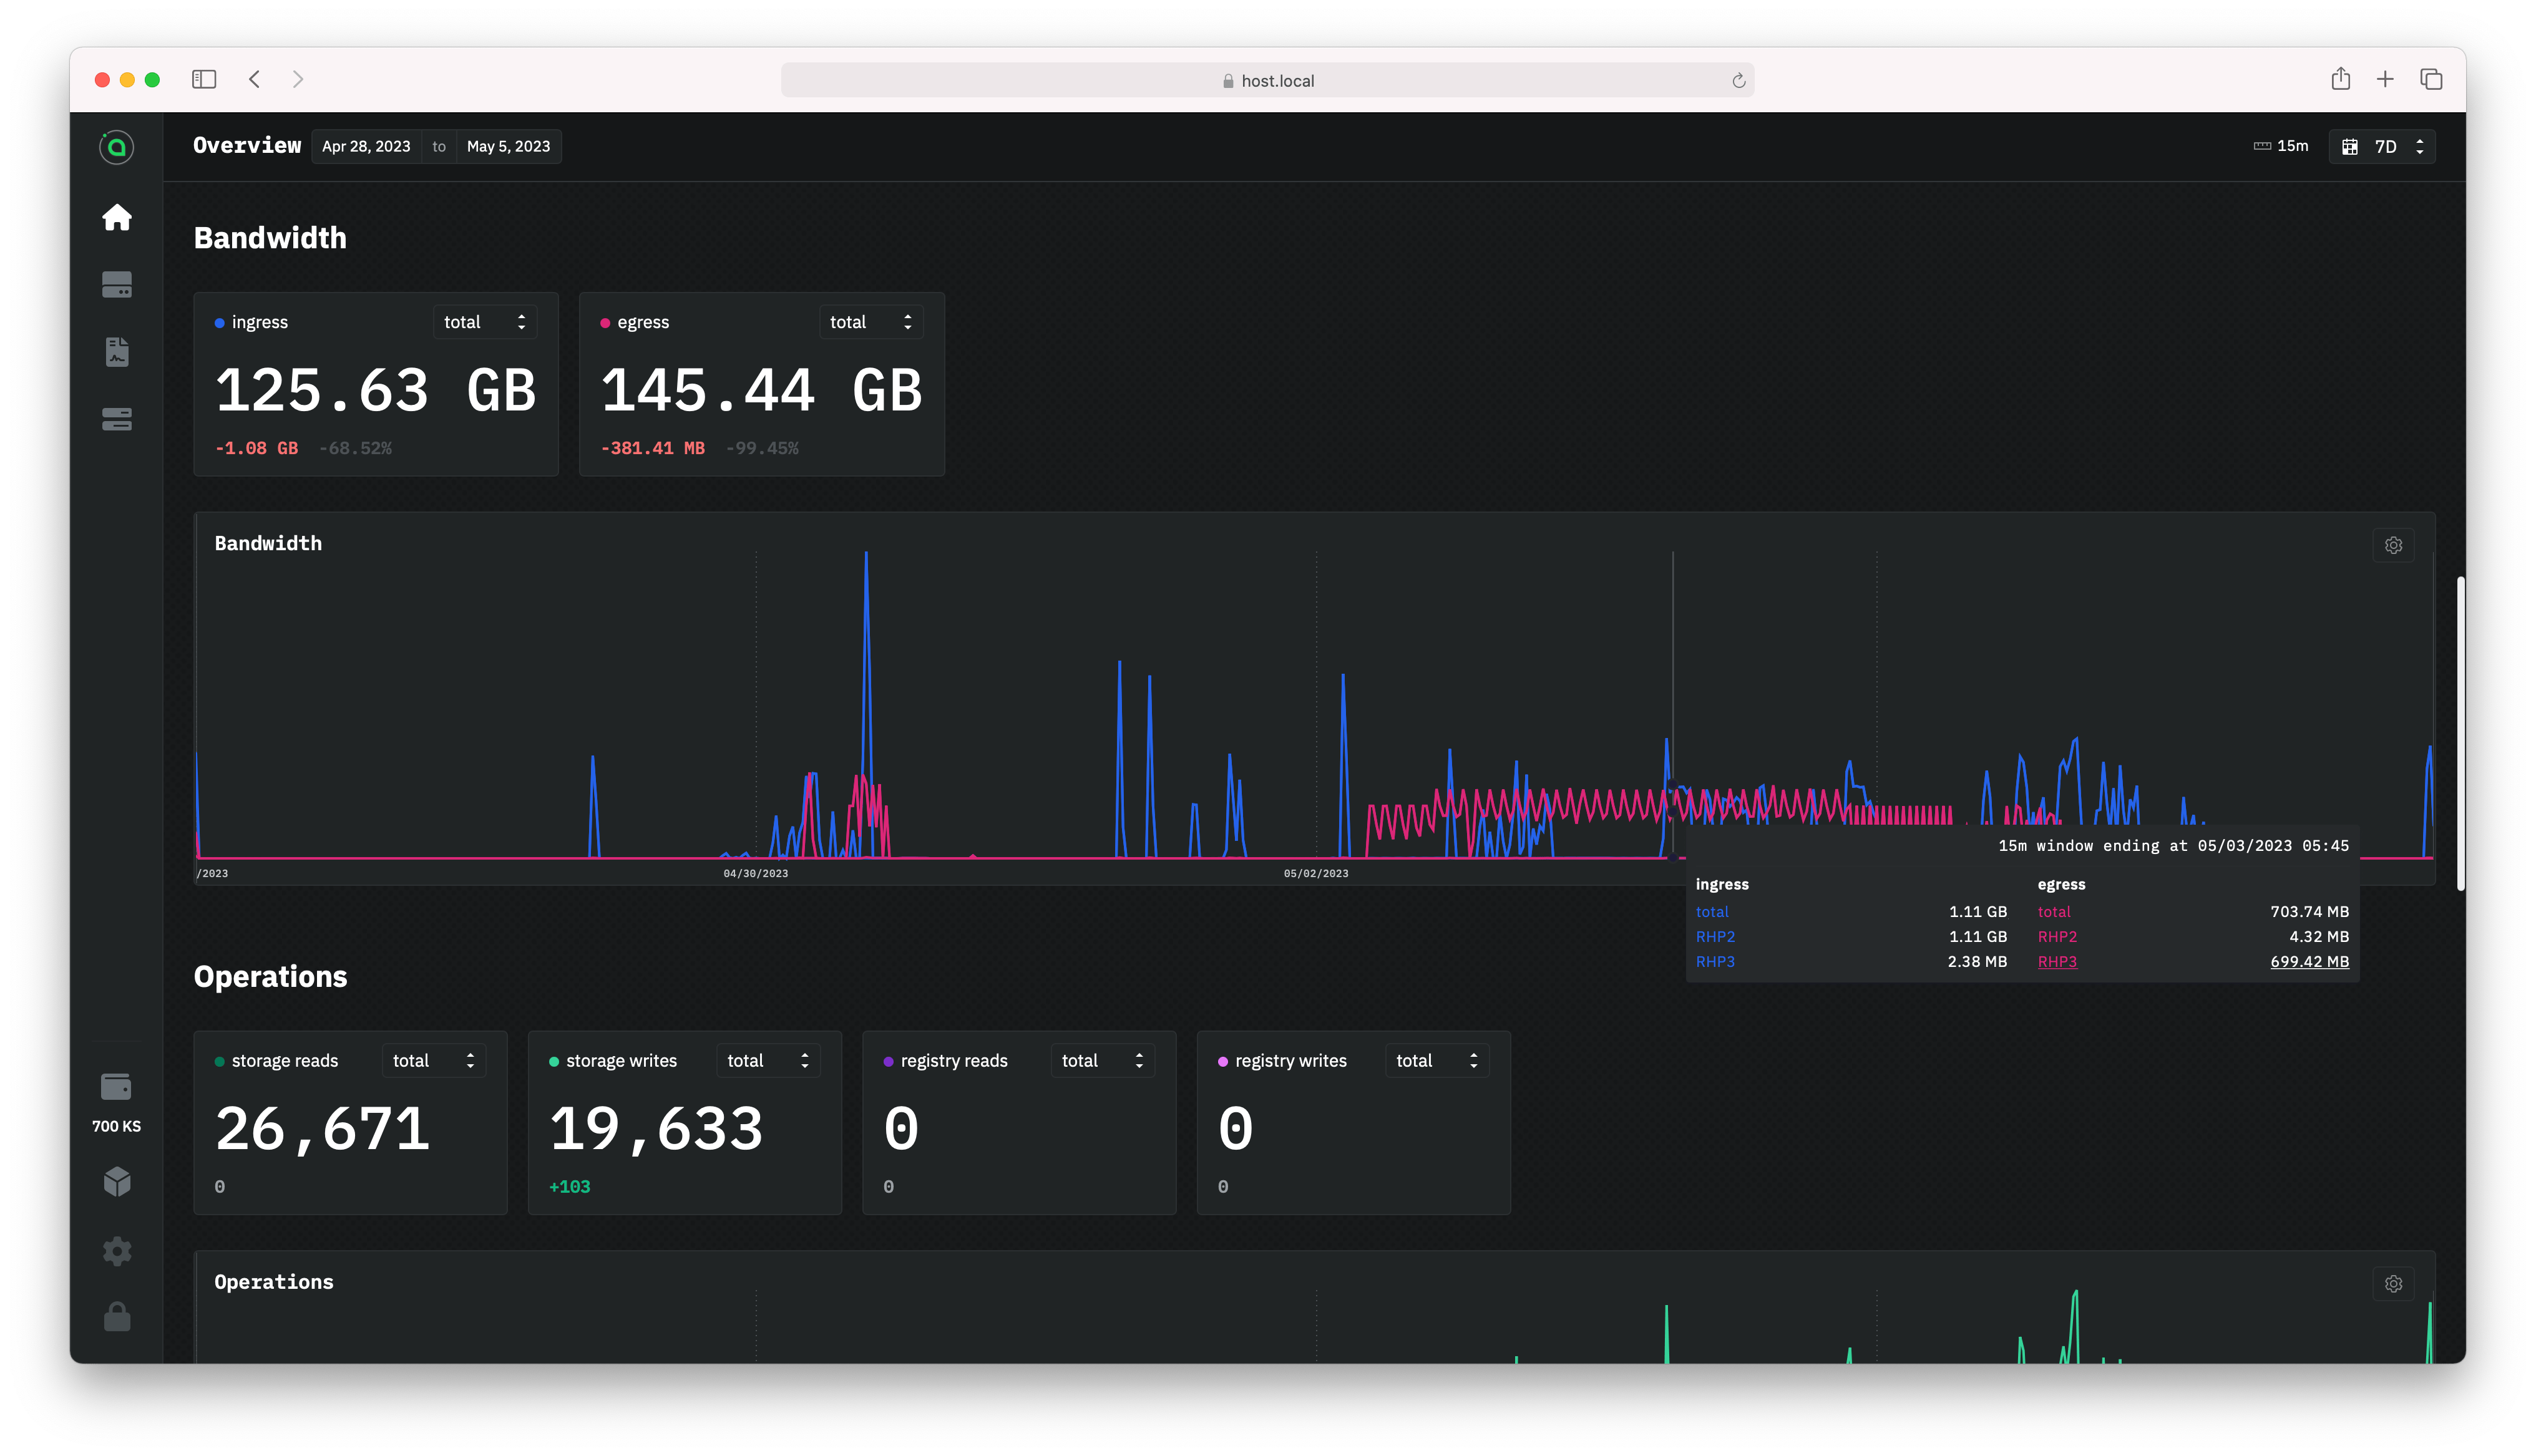 host.local
Overview Apr 28, 2023 to May 5, 2023 15m 7D
Bandwidth
ingress total egress total
125.63 GB 145.44 GB
-1.08 GB -68.52% -381.41 MB -99.45%
Bandwidth
/2023 04/30/2023 05/02/2023
15m window ending at 05/03/2023 05:45
ingress egress
total 1.11 GB total 703.74 MB
RHP2 1.11 GB RHP2 4.32 MB
RHP3 2.38 MB RHP3 699.42 MB
Operations
storage reads total storage writes total registry reads total registry writes total
26,671 19,633 0 0
0 +103 0 0
700 KS
Operations